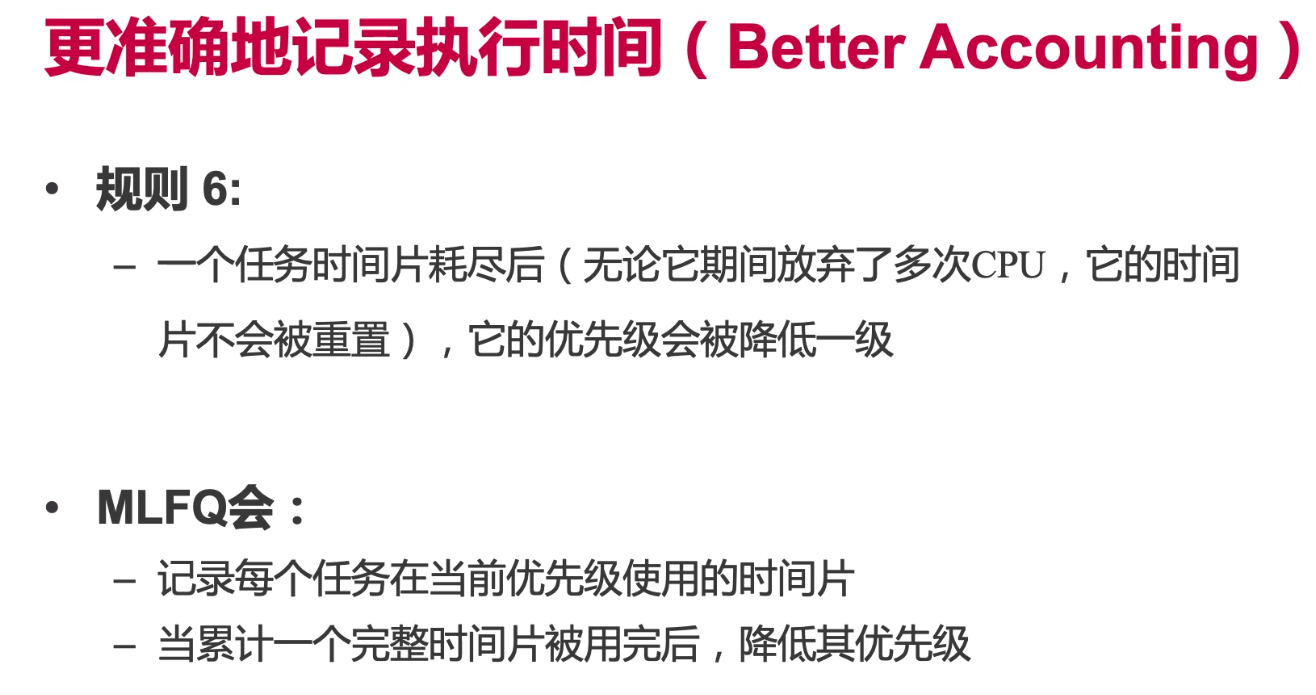 更准确地记录执行时间（Better Accounting）
• 规则 6:
– 一个任务时间片耗尽后（无论它期间放弃了多次CPU，它的时间
片不会被重置），它的优先级会被降低一级
• MLFQ会：
– 记录每个任务在当前优先级使用的时间片
– 当累计一个完整时间片被用完后，降低其优先级